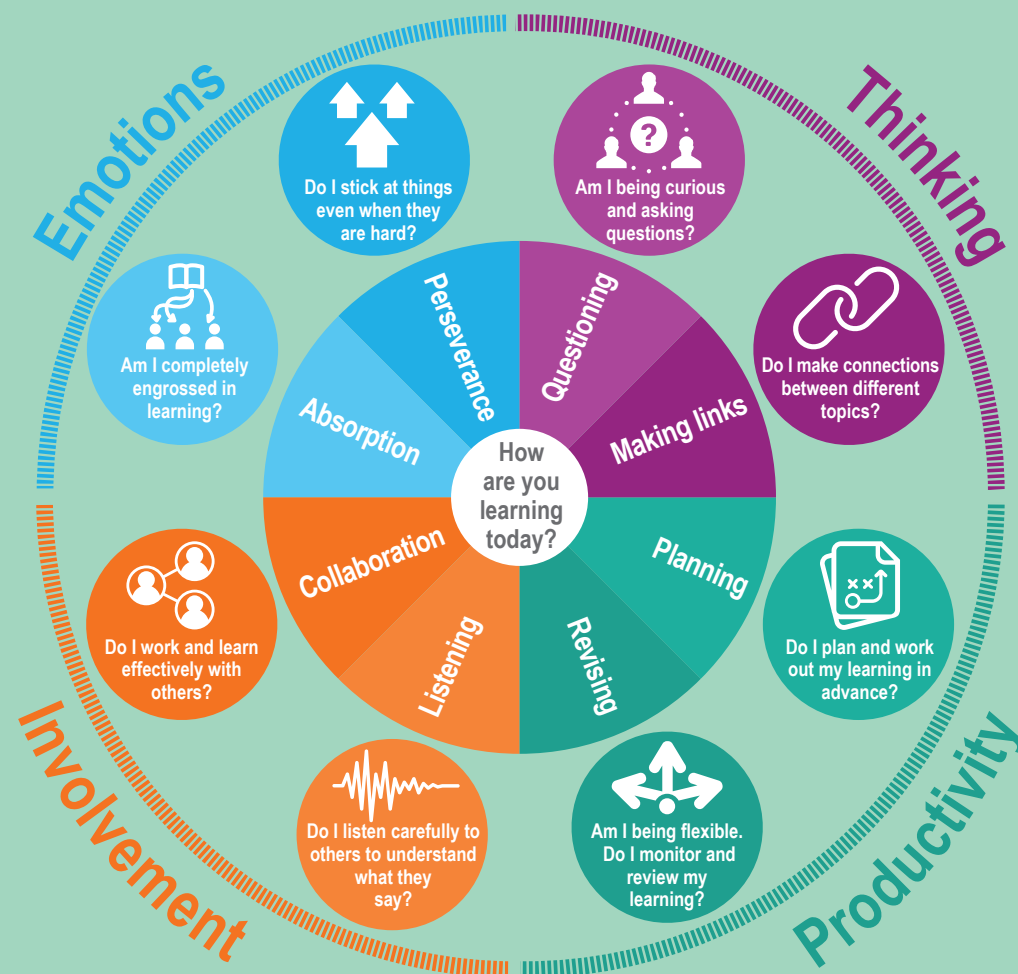 Emotions
Thinking
Do I stick at things
even when they
are hard?
?
Am I being curious
and asking
questions?
Am I completely
engrossed in
learning?
Do I make connections
between different
topics?
Perseverance
Questioning
Absorption
Making links
How
are you
learning
today?
Collaboration
Planning
Listening
Revising
Do I work and learn
effectively with
others?
Do I plan and work
out my learning in
advance?
Do I listen carefully to
others to understand
what they
say?
Am I being flexible.
Do I monitor and
review my
learning?
Involvement
Productivity